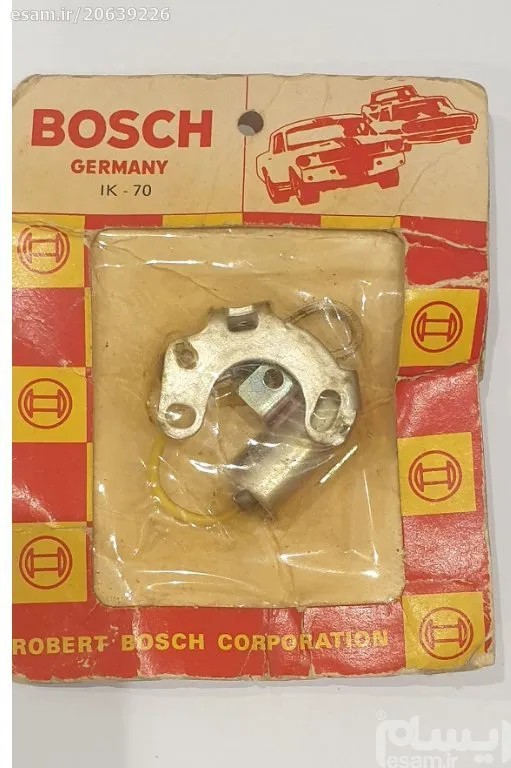 esam.ir/20639226
BOSCH
GERMANY
IK - 70
ROBERT BOSCH CORPORATION
ایسام
esam.ir